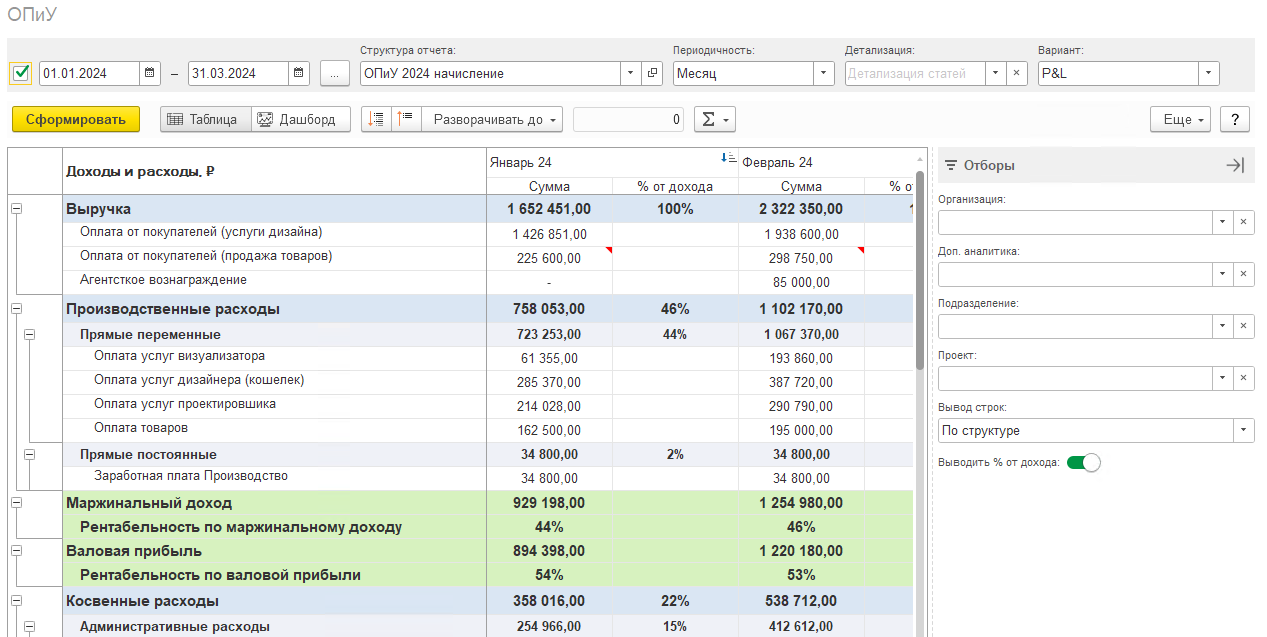 ОПиУ
Структура отчета: Периодичность: Детализация: Вариант:
01.01.2024 – 31.03.2024 ... ОПиУ 2024 начисление Месяц Детализация статей P&L
Сформировать Таблица Дашборд Разворачивать до 0 Σ Еще ?
Доходы и расходы, ₽ Январь 24 Февраль 24
Сумма % от дохода Сумма % о
Выручка 1 652 451,00 100% 2 322 350,00
Оплата от покупателей (услуги дизайна) 1 426 851,00 1 938 600,00
Оплата от покупателей (продажа товаров) 225 600,00 298 750,00
Агентсткое вознаграждение - 85 000,00
Производственные расходы 758 053,00 46% 1 102 170,00
Прямые переменные 723 253,00 44% 1 067 370,00
Оплата услуг визуализатора 61 355,00 193 860,00
Оплата услуг дизайнера (кошелек) 285 370,00 387 720,00
Оплата услуг проектировшика 214 028,00 290 790,00
Оплата товаров 162 500,00 195 000,00
Прямые постоянные 34 800,00 2% 34 800,00
Заработная плата Производство 34 800,00 34 800,00
Маржинальный доход 929 198,00 1 254 980,00
Рентабельность по маржинальному доходу 44% 46%
Валовая прибыль 894 398,00 1 220 180,00
Рентабельность по валовой прибыли 54% 53%
Косвенные расходы 358 016,00 22% 538 712,00
Административные расходы 254 966,00 15% 412 612,00
Отборы
Организация:
Доп. аналитика:
Подразделение:
Проект:
Вывод строк:
По структуре
Выводить % от дохода: